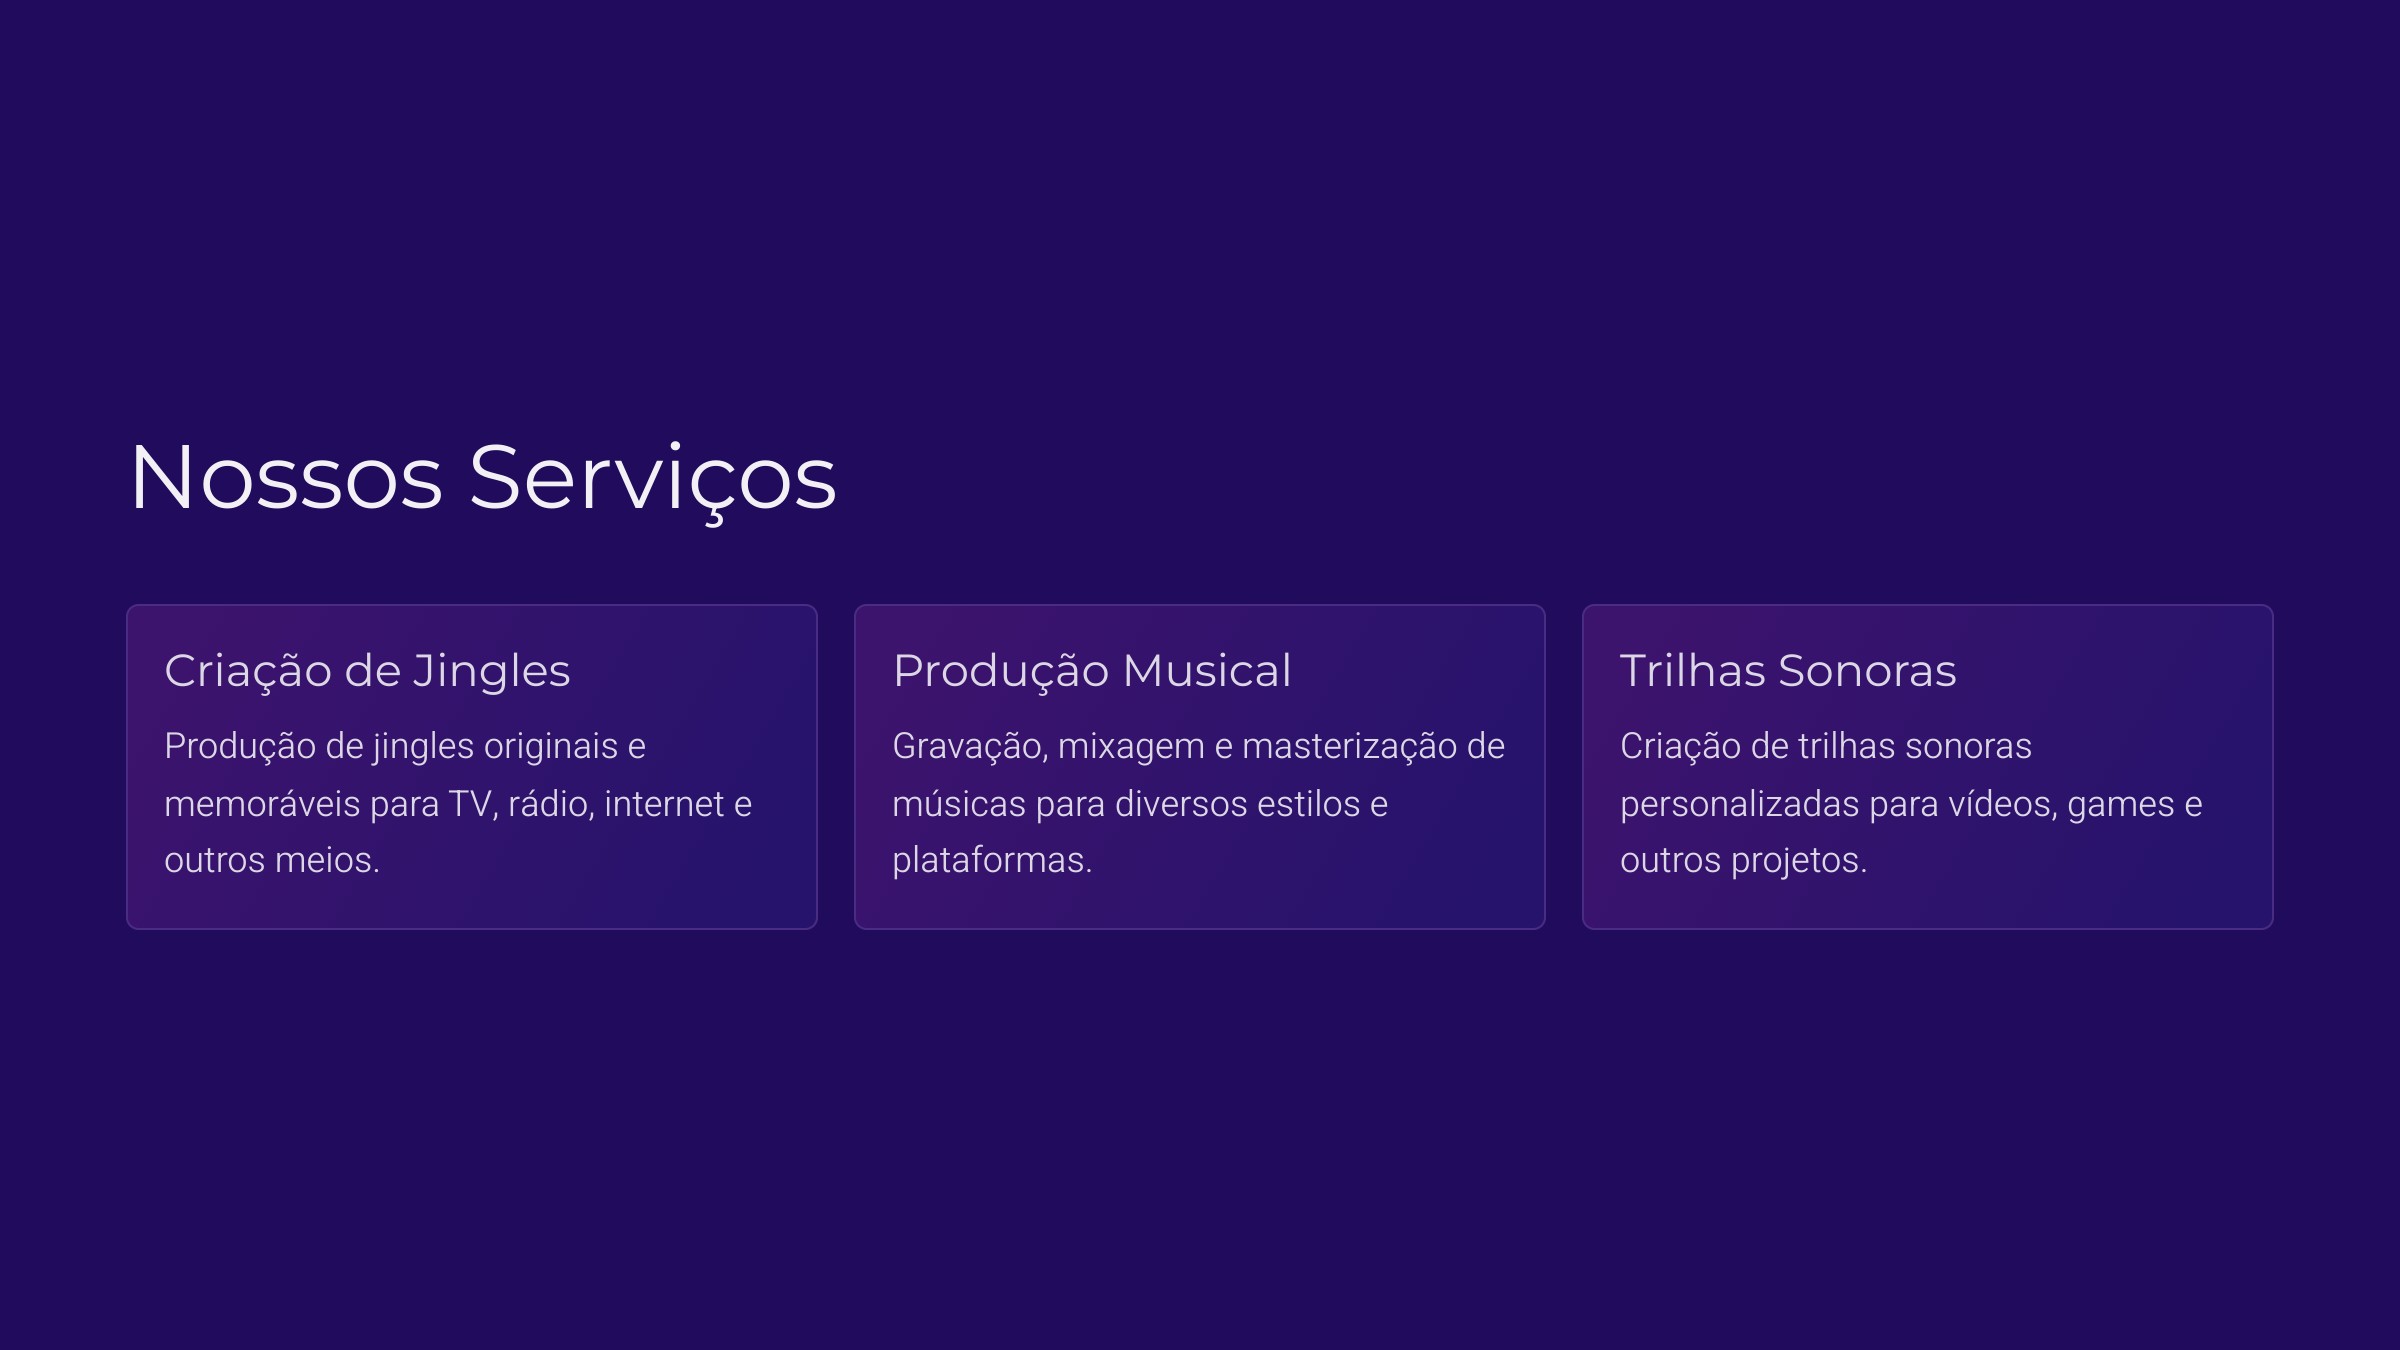 Nossos Serviços
Criação de Jingles
Produção de jingles originais e
memoráveis para TV, rádio, internet e
outros meios.
Produção Musical
Gravação, mixagem e masterização de
músicas para diversos estilos e
plataformas.
Trilhas Sonoras
Criação de trilhas sonoras
personalizadas para vídeos, games e
outros projetos.